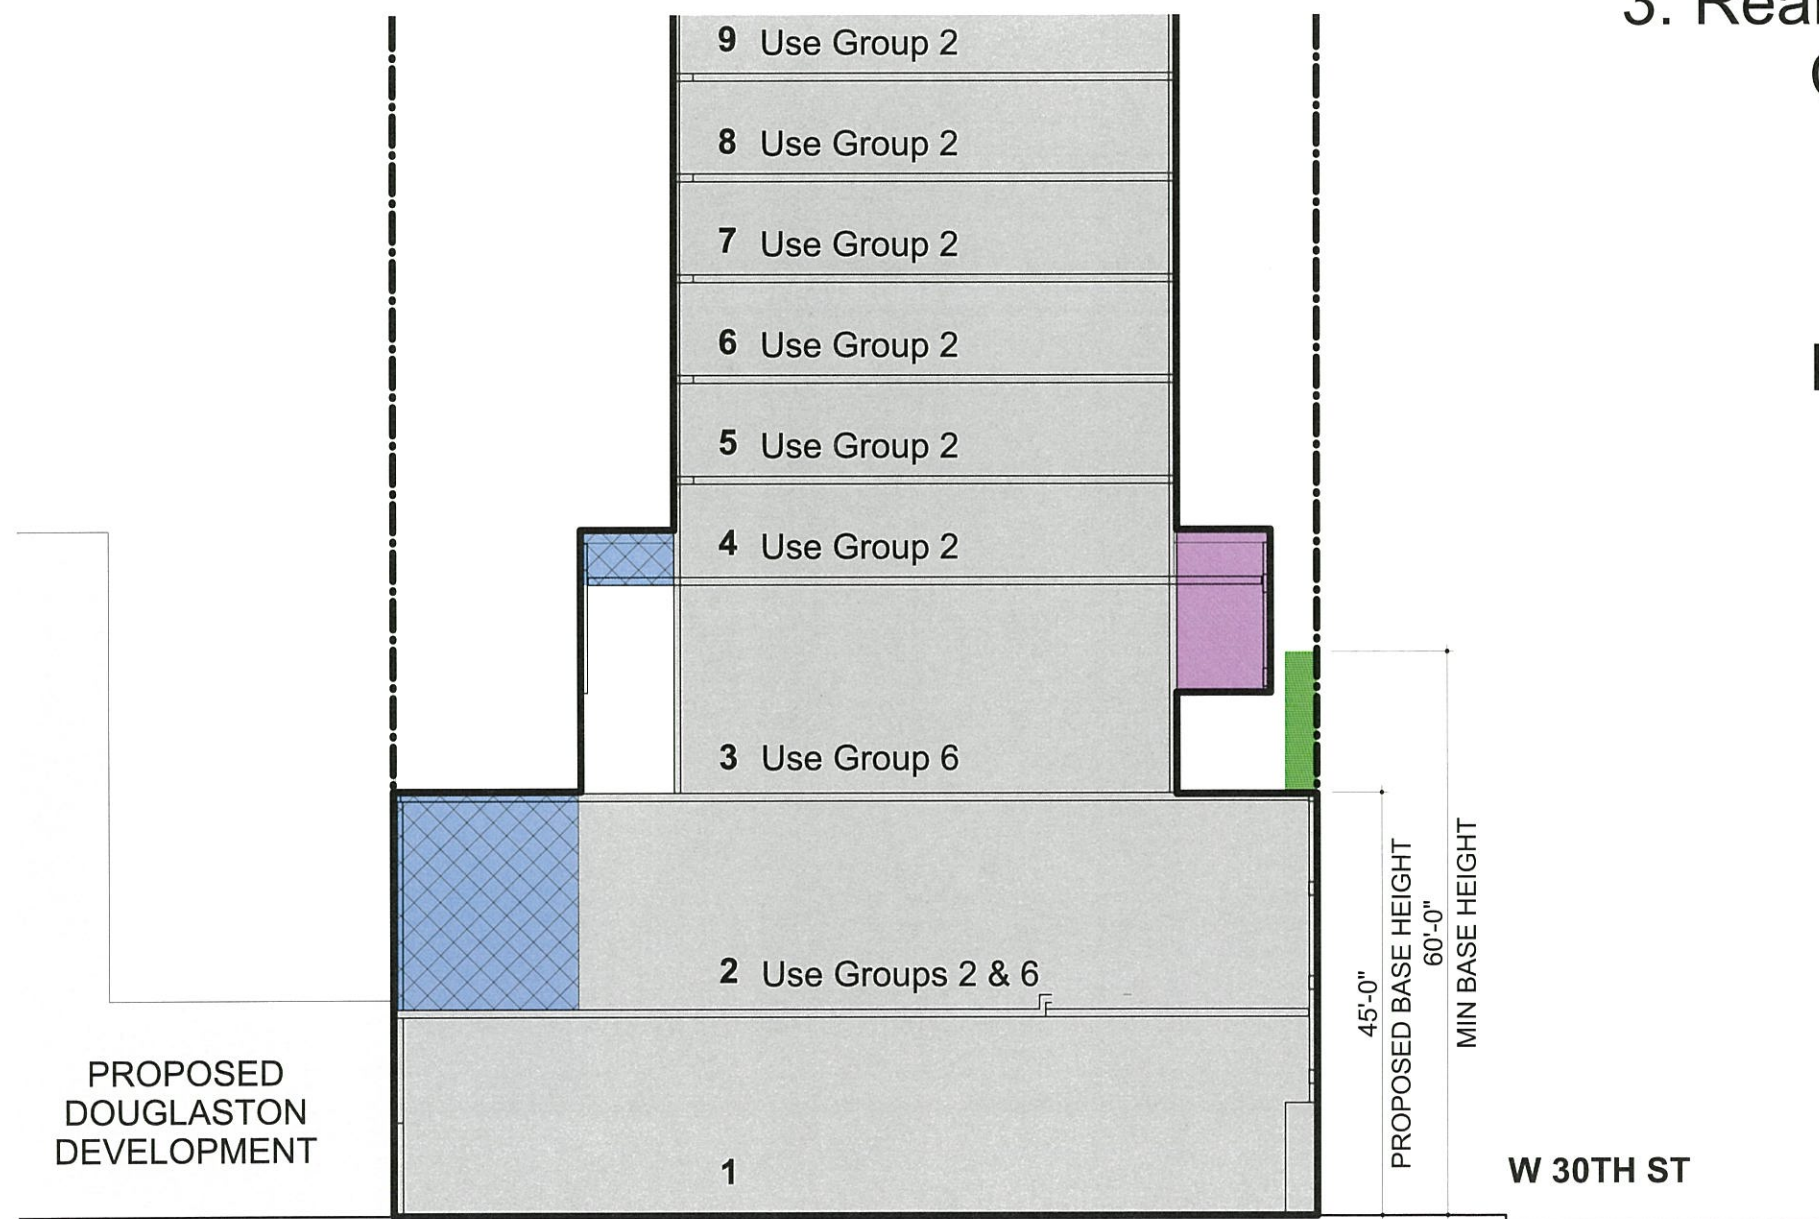 3. Rear
9 Use Group 2
8 Use Group 2
7 Use Group 2
6 Use Group 2
5 Use Group 2
4 Use Group 2
3 Use Group 6
2 Use Groups 2 & 6
1
45'-0"
PROPOSED BASE HEIGHT
60'-0"
MIN BASE HEIGHT
PROPOSED
DOUGLASTON
DEVELOPMENT
W 30TH ST